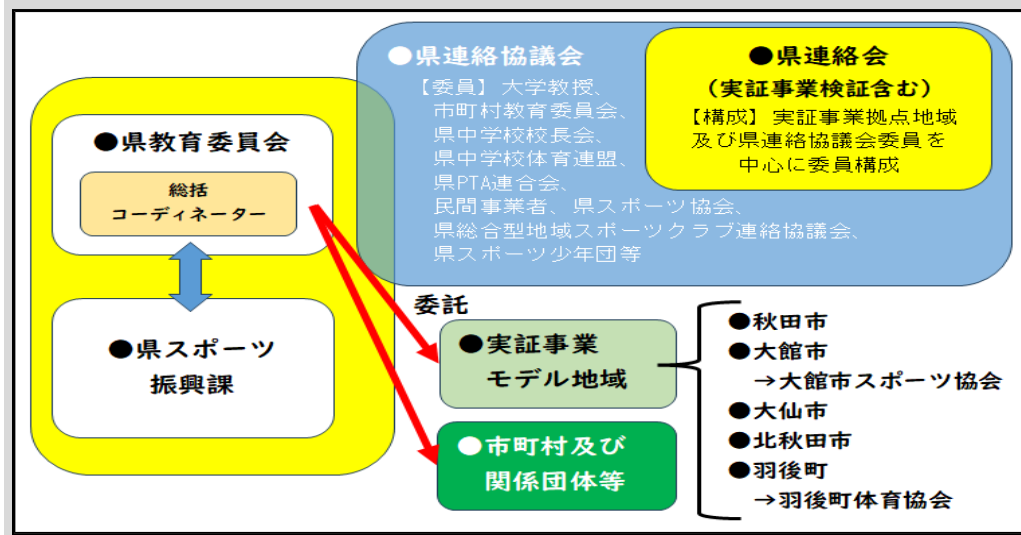 ●県教育委員会
総括
コーディネーター
●県スポーツ
振興課
●県連絡協議会
【委員】大学教授、
市町村教育委員会、
県中学校校長会、
県中学校体育連盟、
県PTA連合会、
民間事業者、県スポーツ協会、
県総合型地域スポーツクラブ連絡協議会、
県スポーツ少年団等
●県連絡会
（実証事業検証含む）
【構成】実証事業拠点地域
及び県連絡協議会委員を
中心に委員構成
委託
●実証事業
モデル地域
●市町村及び
関係団体等
●秋田市
●大館市
→大館市スポーツ協会
●大仙市
●北秋田市
●羽後町
→羽後町体育協会